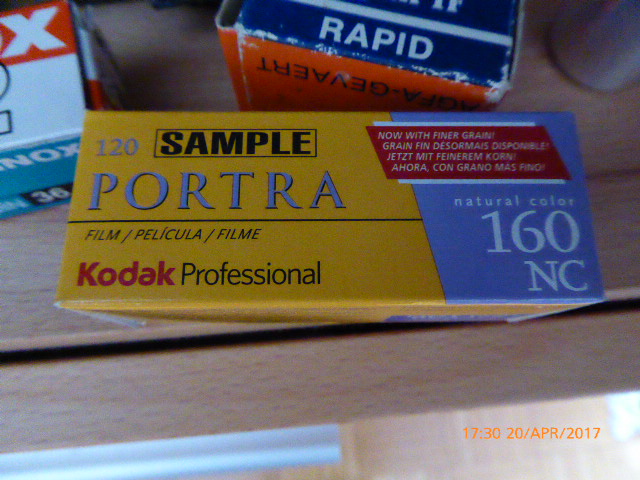 RAPID
AGFA-GEVAERT
X
36
120 SAMPLE
PORTRA
FILM / PELÍCULA / FILME
Kodak Professional
NOW WITH FINER GRAIN!
GRAIN FIN DÉSORMAIS DISPONIBLE!
JETZT MIT FEINEREM KORN!
AHORA, CON GRANO MÁS FINO!
natural color
160
NC
17:30 20/APR/2017